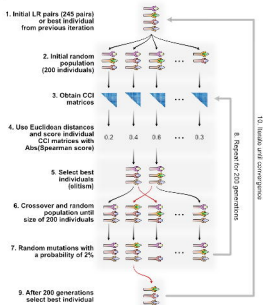 1. Initial LR pairs (245 pairs)
or best individual
from previous iteration
2. Initial random
population
(200 individuals)
3. Obtain CCI
matrices
4. Use Euclidean distances
and score individual
CCI matrices with
Abs(Spearman score)
0.2 0.4 0.6 ••• 0.3
5. Select best
individuals
(elitism)
6. Crossover and random
population until
size of 200 individuals
7. Random mutations with
a probability of 2%
8. Repeat for 200 generations
9. After 200 generations
select best individual
10. Iterate until convergence